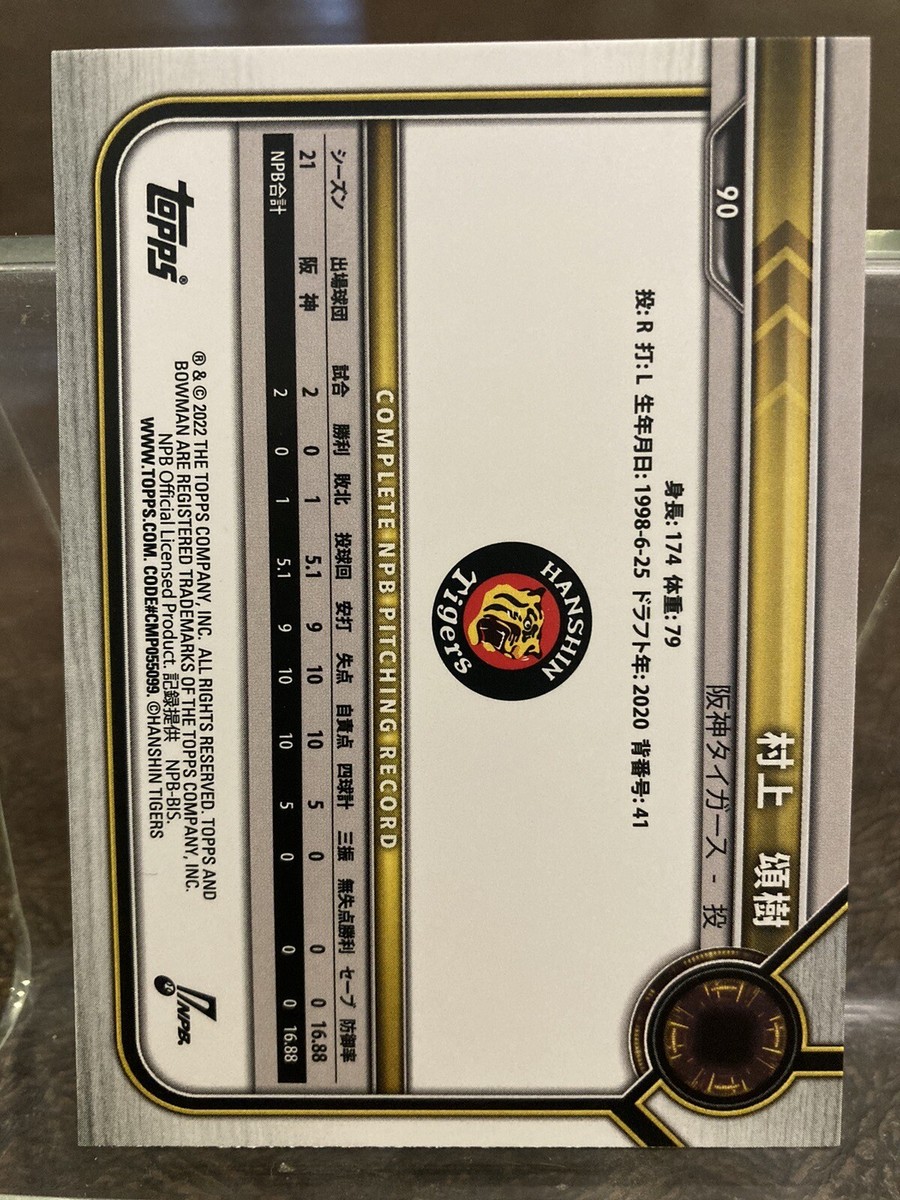 90
村上 頌樹
阪神タイガース - 投
身長: 174 体重: 79
投: R 打: L 生年月日: 1998-6-25 ドラフト年: 2020 背番号: 41
HANSHIN
Tigers
COMPLETE NPB PITCHING RECORD
シーズン 出場球団 試合 勝利 敗北 投球回 安打 失点 自責点 四球計 三振 無失点勝利 セーブ 防御率
21 阪神 2 0 1 5.1 9 10 10 5 0 0 0 16.88
NPB合計 2 0 1 5.1 9 10 10 5 0 0 0 16.88
topps®
® & © 2022 THE TOPPS COMPANY, INC. ALL RIGHTS RESERVED. TOPPS AND
BOWMAN ARE REGISTERED TRADEMARKS OF THE TOPPS COMPANY, INC.
NPB Official Licensed Product. 記録提供 NPB-BIS.
WWW.TOPPS.COM. CODE#CMP055099. ©HANSHIN TIGERS
NPB.